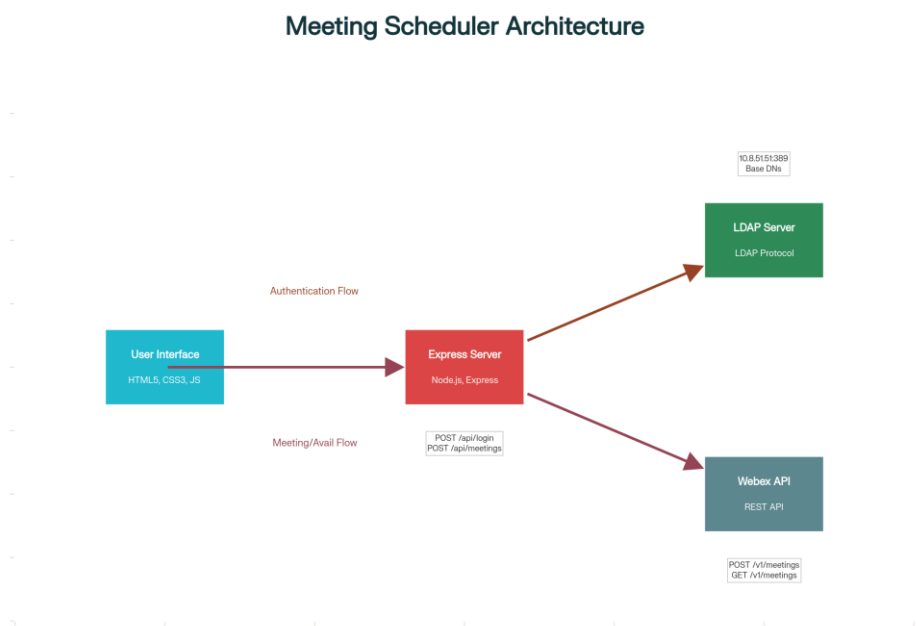 Meeting Scheduler Architecture
10.8.51.51:389
Base DNs
LDAP Server
LDAP Protocol
Authentication Flow
User Interface
HTML5, CSS3, JS
Express Server
Node.js, Express
Meeting/Avail Flow
POST /api/login
POST /api/meetings
Webex API
REST API
POST /v1/meetings
GET /v1/meetings